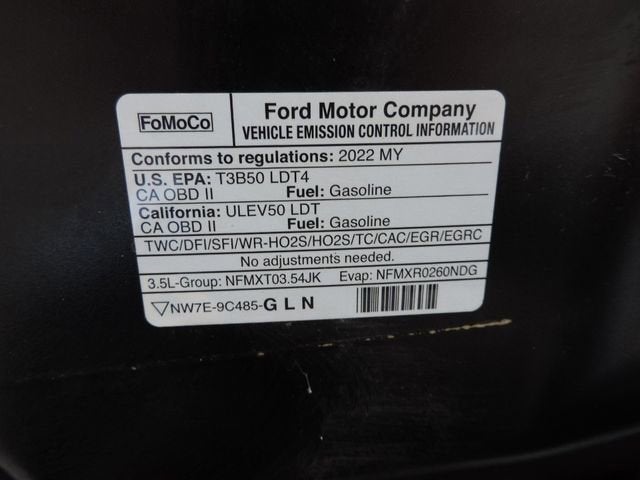 FoMoCo
Ford Motor Company
VEHICLE EMISSION CONTROL INFORMATION
Conforms to regulations: 2022 MY
U.S. EPA: T3B50 LDT4
CA OBD II Fuel: Gasoline
California: ULEV50 LDT
CA OBD II Fuel: Gasoline
TWC/DFI/SFI/WR-HO2S/HO2S/TC/CAC/EGR/EGRC
No adjustments needed.
3.5L-Group: NFMXT03.54JK Evap: NFMXR0260NDG
NW7E-9C485-G L N